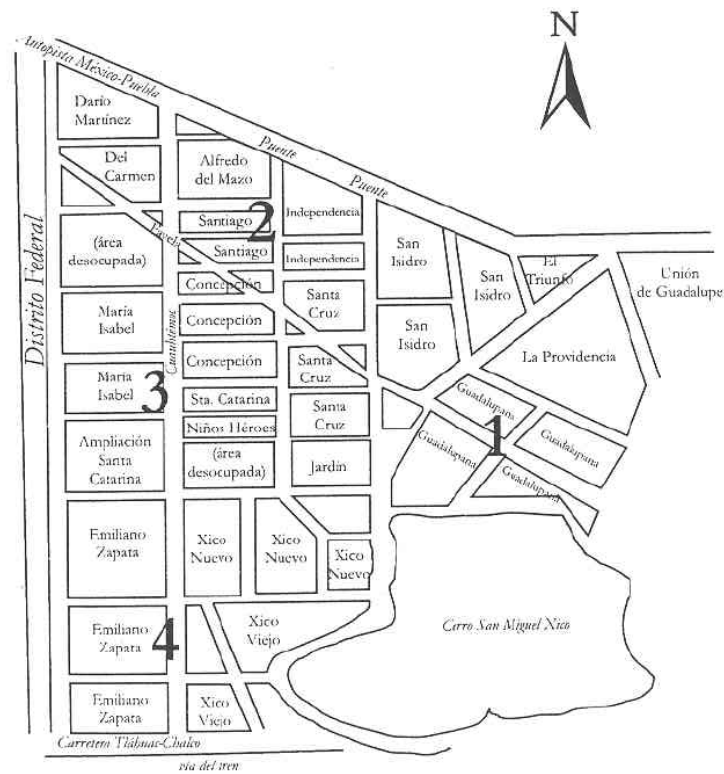 N
Autopista México-Puebla
Darío
Martínez
Puente
Puente
Del
Carmen
Alfredo
del Mazo
Santiago
2
Independencia
Favela
Santiago
Independencia
(área
desocupada)
Concepción
San
Isidro
San
Isidro
El
Triunfo
Unión
de Guadalupe
Distrito Federal
María
Isabel
Cuauhtémoc
Concepción
Santa
Cruz
San
Isidro
La Providencia
María
Isabel
3
Concepción
Santa
Cruz
Guadalupana
Sta. Catarina
Santa
Cruz
Niños Héroes
Guadalupana
1
Guadalupana
Ampliación
Santa
Catarina
(área
desocupada)
Jardín
Guadalupana
Emiliano
Zapata
Xico
Nuevo
Xico
Nuevo
Xico
Nuevo
Emiliano
Zapata
4
Xico
Viejo
Cerro San Miguel Xico
Emiliano
Zapata
Xico
Viejo
Carretero Tláhuac-Chalco
vía del tren